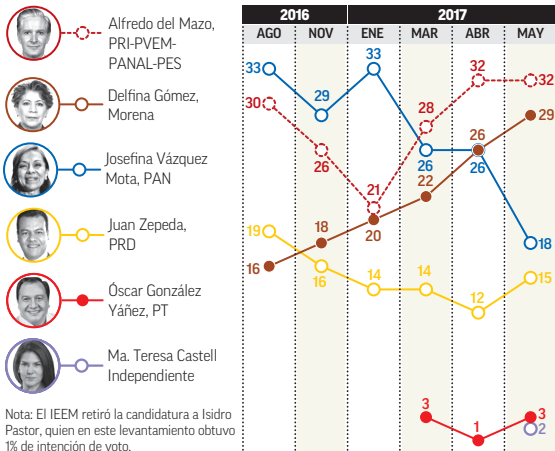 Alfredo del Mazo,
PRI-PVEM-
PANAL-PES
Delfina Gómez,
Morena
Josefina Vázquez
Mota, PAN
Juan Zepeda,
PRD
Óscar González
Yáñez, PT
Ma. Teresa Castell
Independiente
Nota: El IEEM retiró la candidatura a Isidro
Pastor, quien en este levantamiento obtuvo
1% de intención de voto.
2016 2017
AGO NOV ENE MAR ABR MAY
33 29 33 26 26 18
30 26 21 28 32 32
16 18 20 22 26 29
19 16 14 14 12 15
3 1 3
2